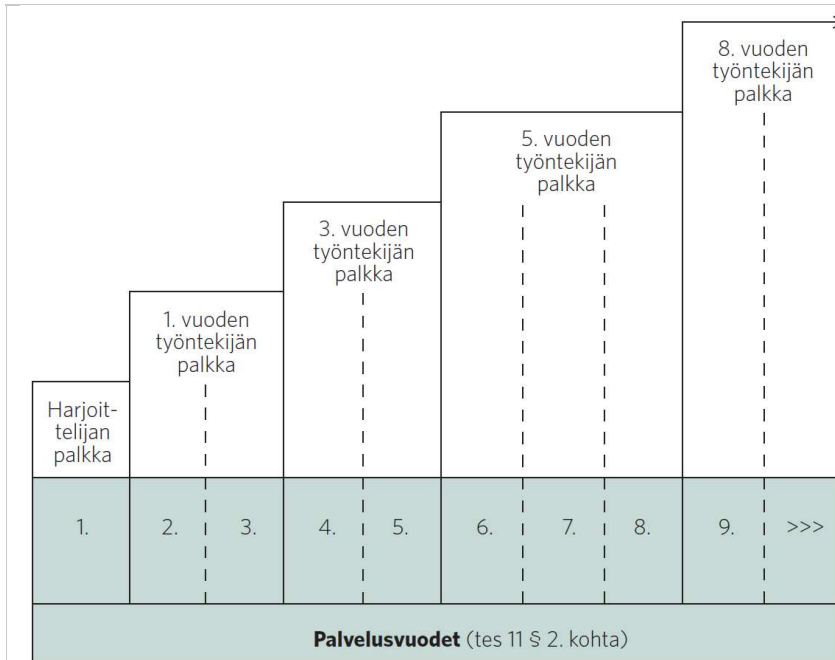 8. vuoden
työntekijän
palkka
5. vuoden
työntekijän
palkka
3. vuoden
työntekijän
palkka
1. vuoden
työntekijän
palkka
Harjoit-
telijan
palkka
1. 2. 3. 4. 5. 6. 7. 8. 9. >>>
Palvelusvuodet (tes 11 § 2. kohta)